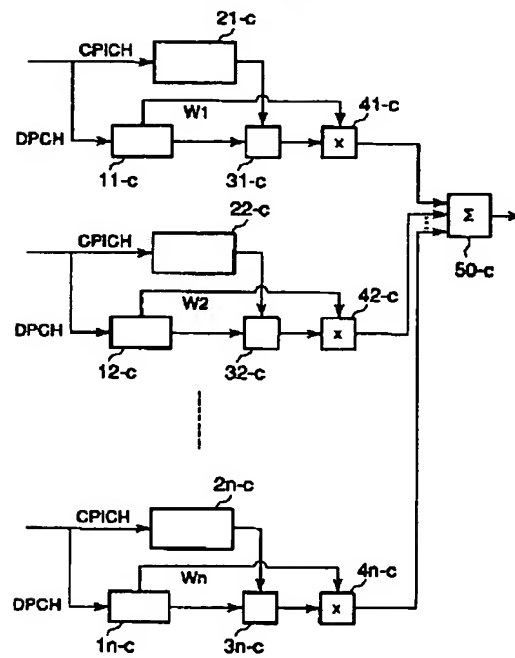 21-c
CPICH
W1
41-c
DPCH
x
11-c
31-c
22-c
Σ
CPICH
50-c
W2
42-c
DPCH
x
12-c
32-c
2n-c
CPICH
Wn
4n-c
DPCH
x
1n-c
3n-c